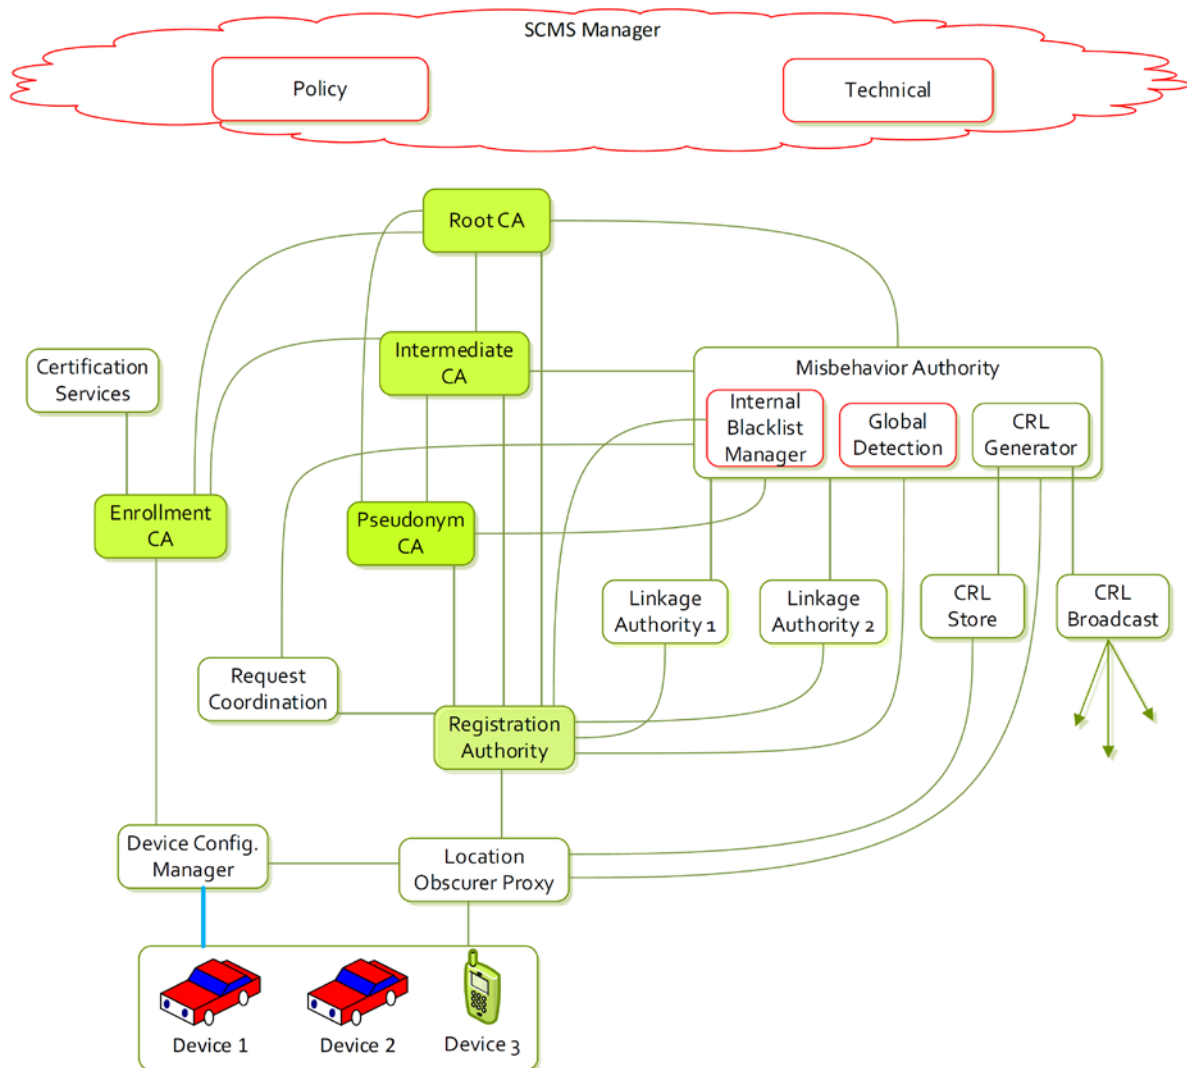 SCMS Manager
Policy
Technical
Root CA
Intermediate
CA
Certification
Services
Misbehavior Authority
Internal
Blacklist
Manager
Global
Detection
CRL
Generator
Enrollment
CA
Pseudonym
CA
Linkage
Authority 1
Linkage
Authority 2
CRL
Store
CRL
Broadcast
Request
Coordination
Registration
Authority
Device Config.
Manager
Location
Obscurer Proxy
Device 1
Device 2
Device 3